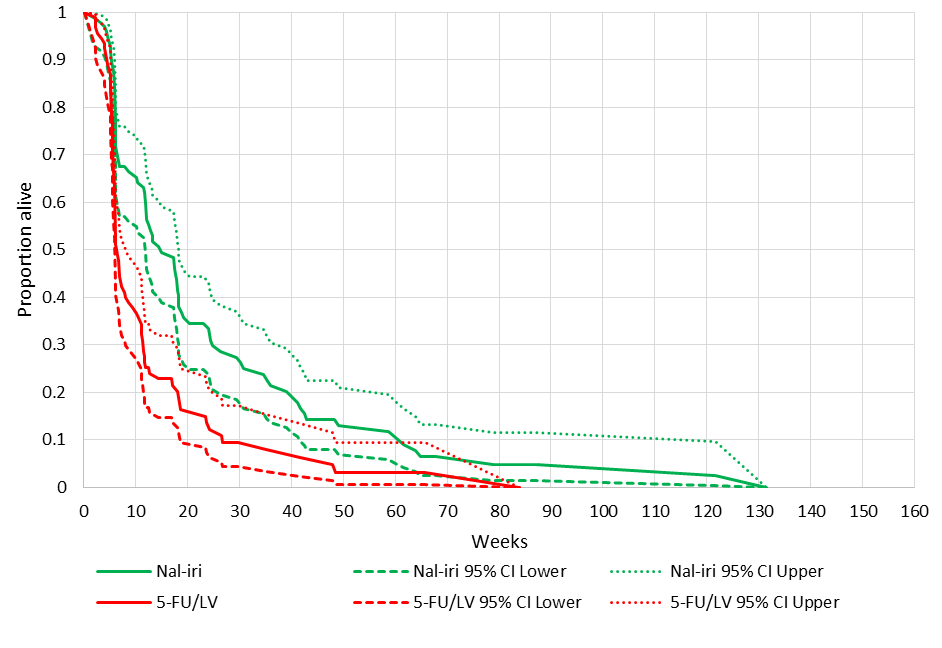 1
0.9
0.8
0.7
0.6
0.5
0.4
0.3
0.2
0.1
0
Proportion alive
0 10 20 30 40 50 60 70 80 90 100 110 120 130 140 150 160
Weeks
Nal-iri Nal-iri 95% CI Lower Nal-iri 95% CI Upper
5-FU/LV 5-FU/LV 95% CI Lower 5-FU/LV 95% CI Upper